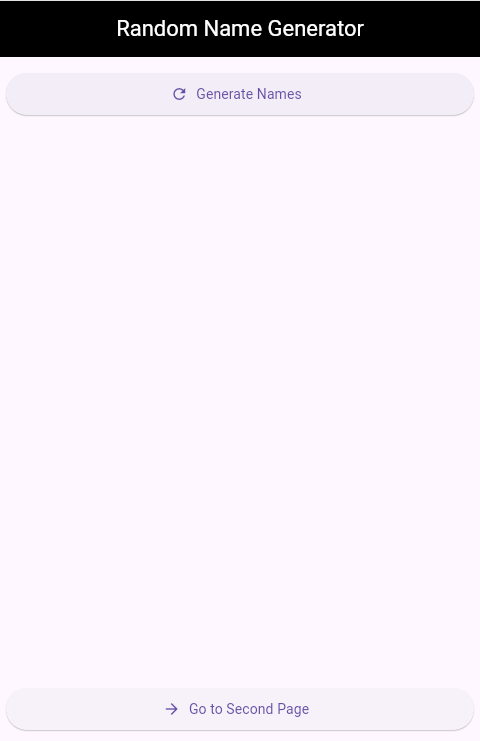 Random Name Generator
Generate Names
Go to Second Page